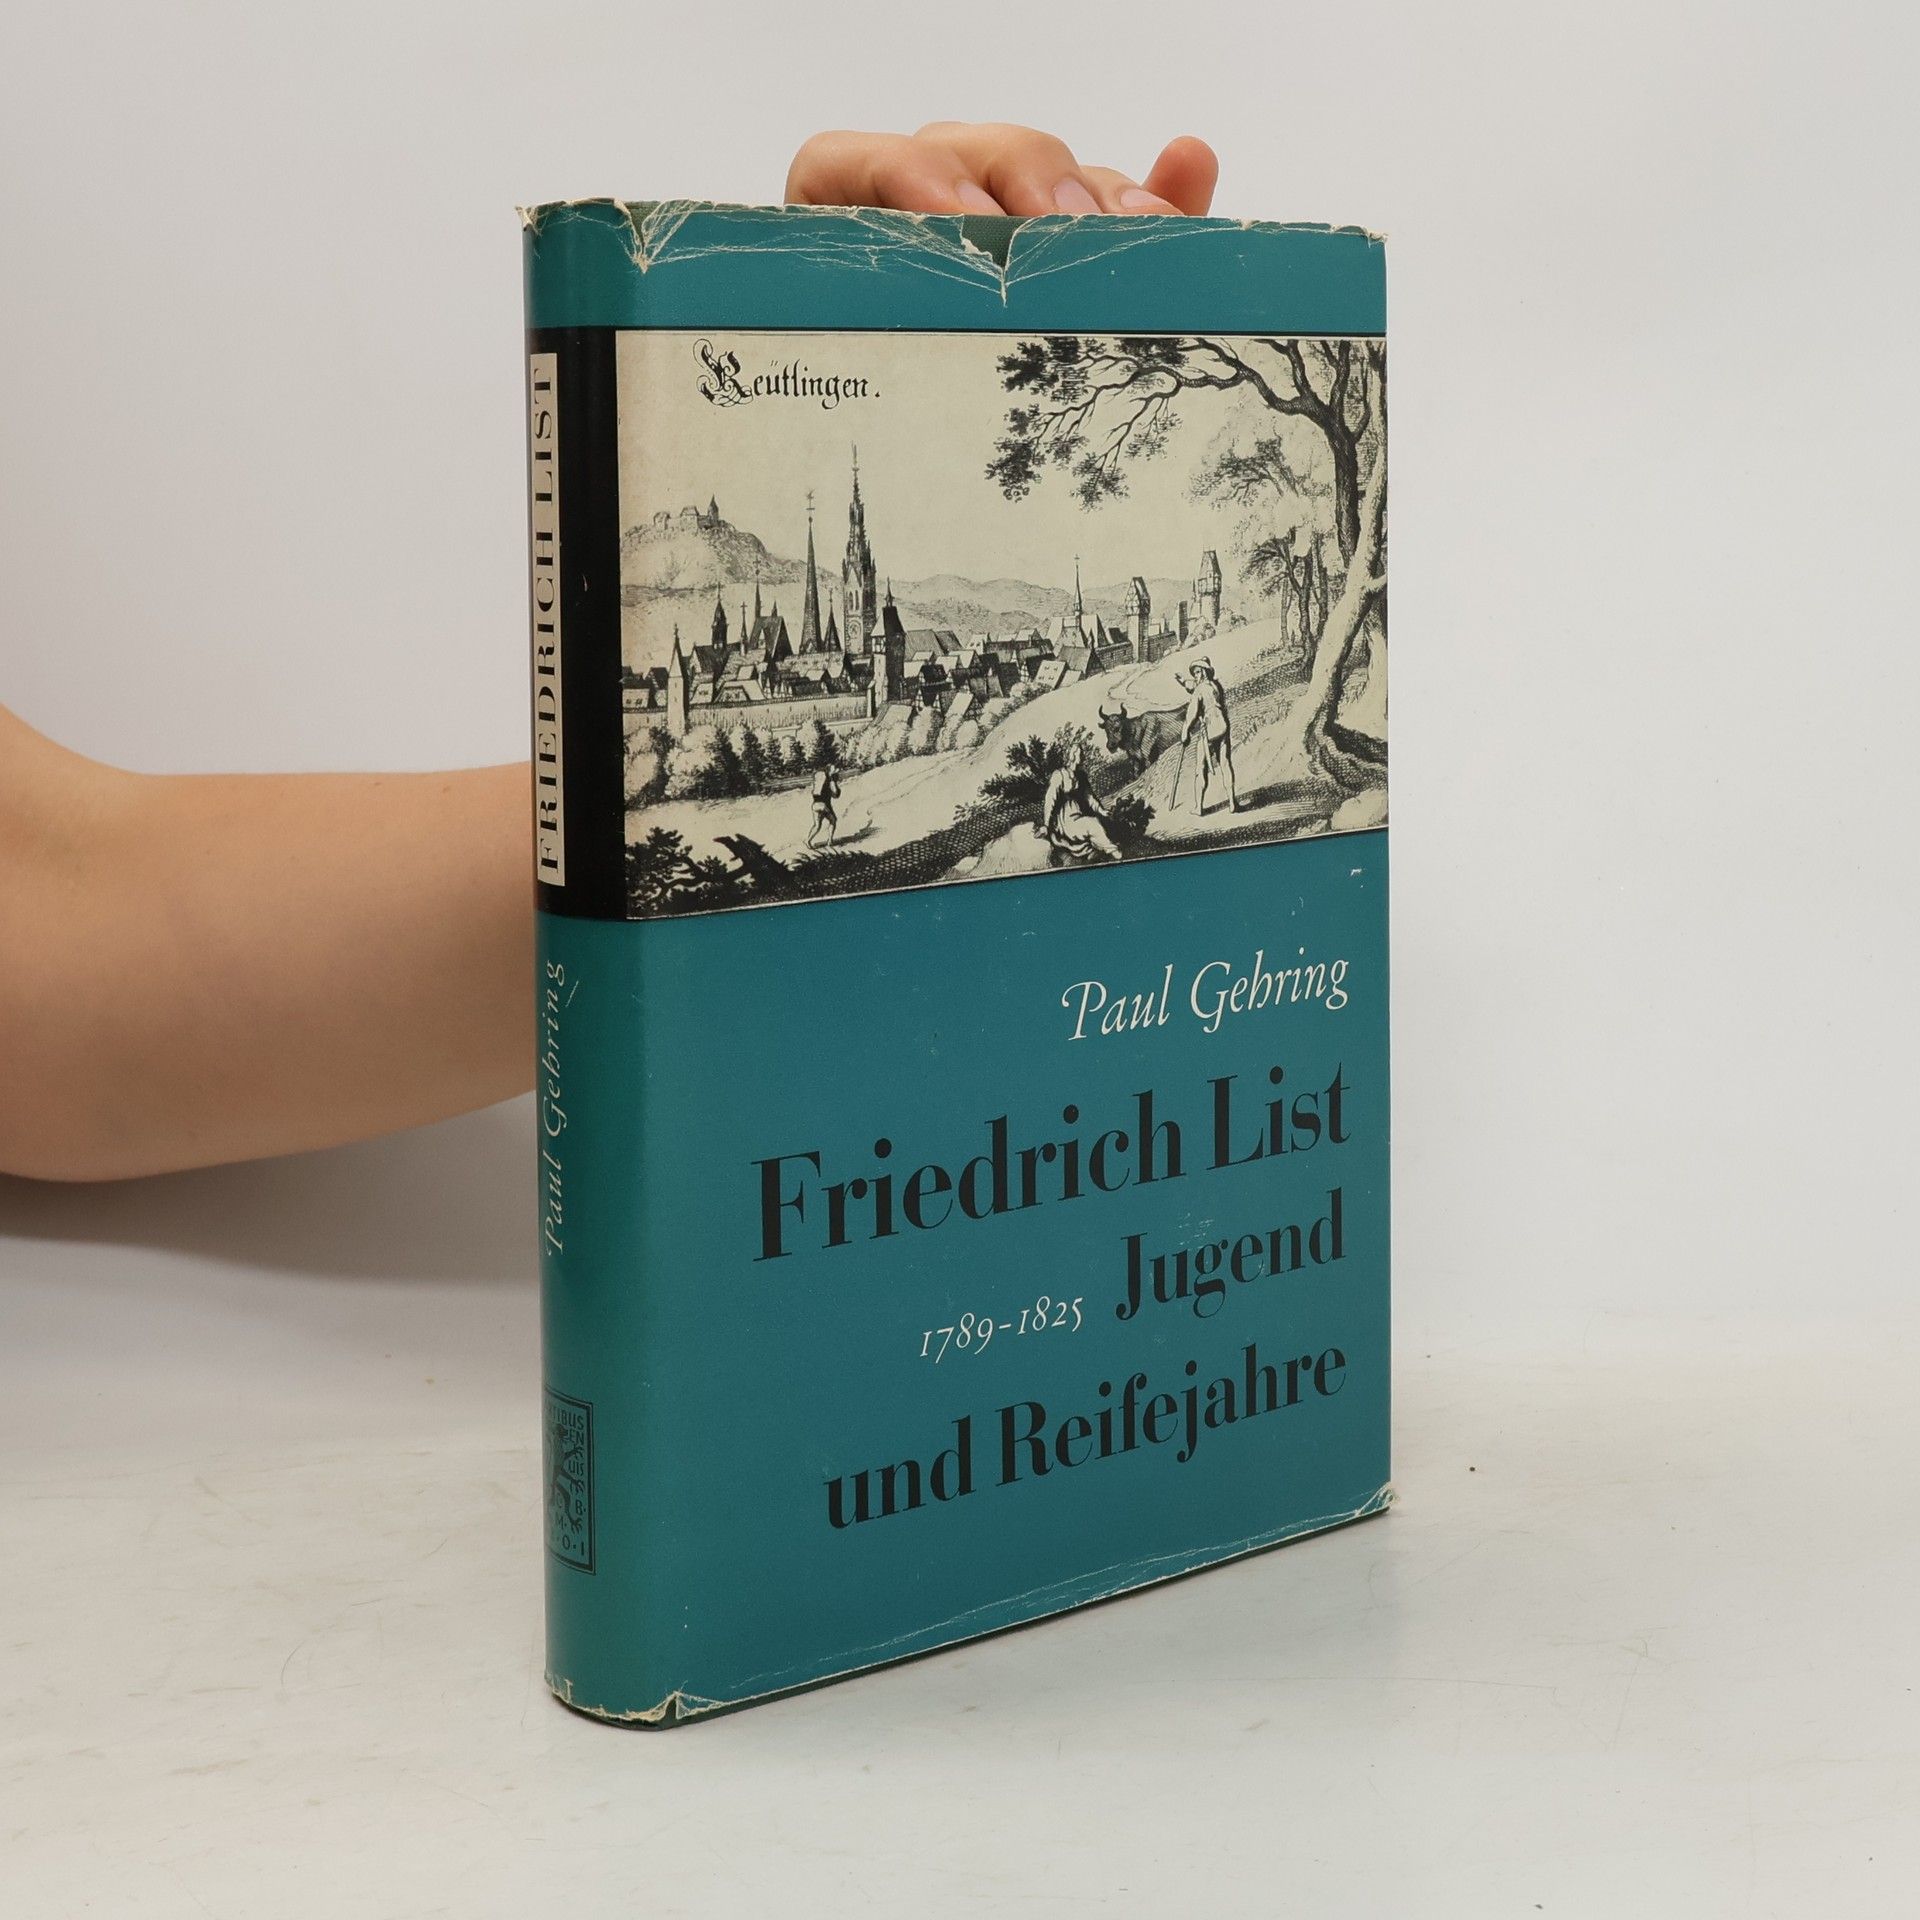 Reütlingen.
Paul Gehring
Friedrich List
1789-1825 Jugend
und Reifejahre
FRIEDRICH LIST
Paul Gehring